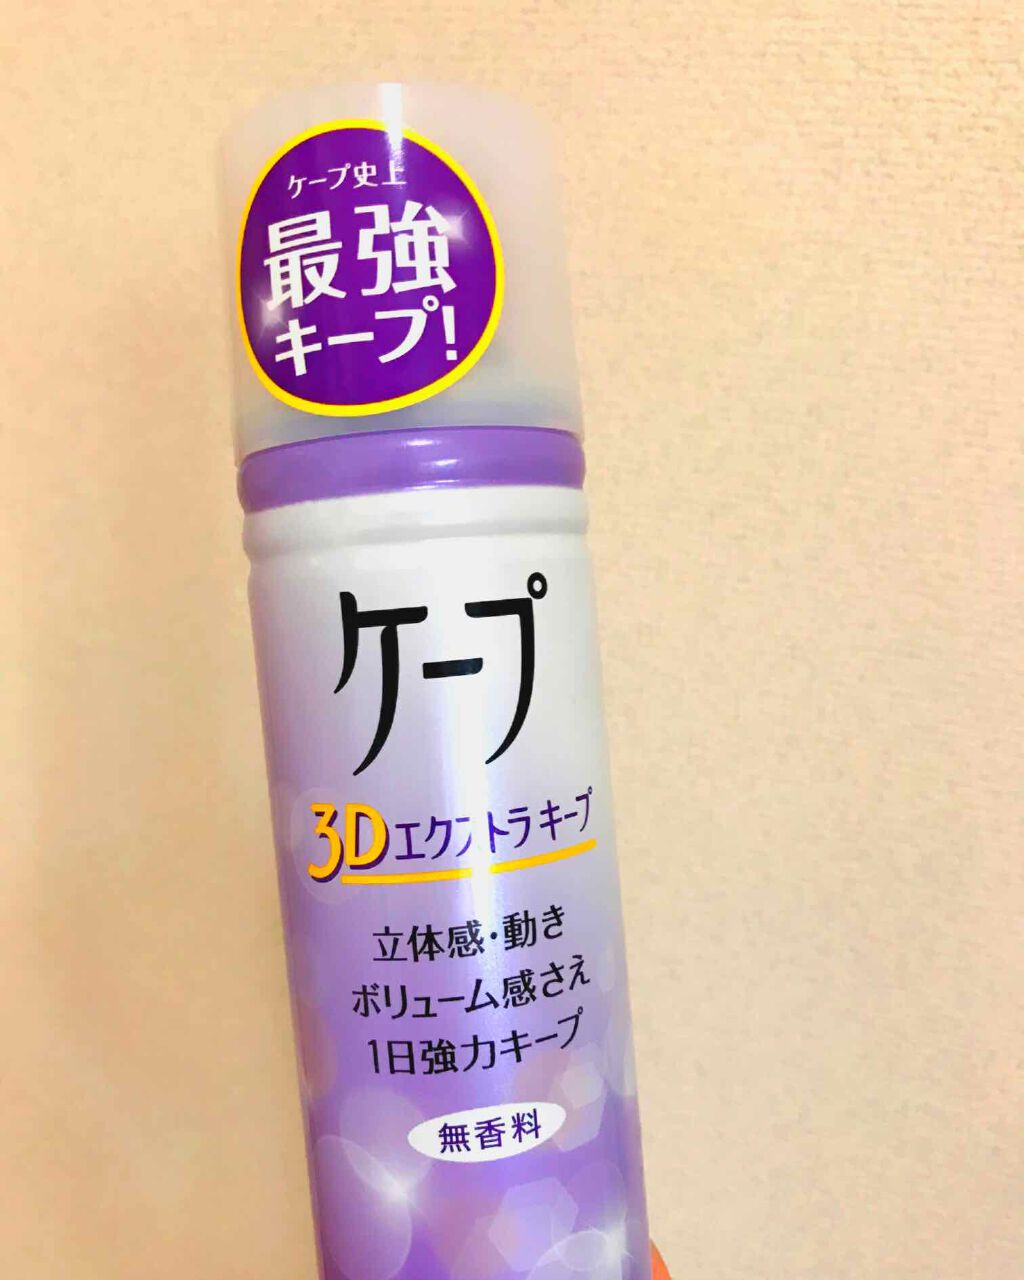 ケープ史上
最強
キープ!
ケープ
3Dエクストラキープ
立体感・動き
ボリューム感さえ
1日強力キープ
無香料